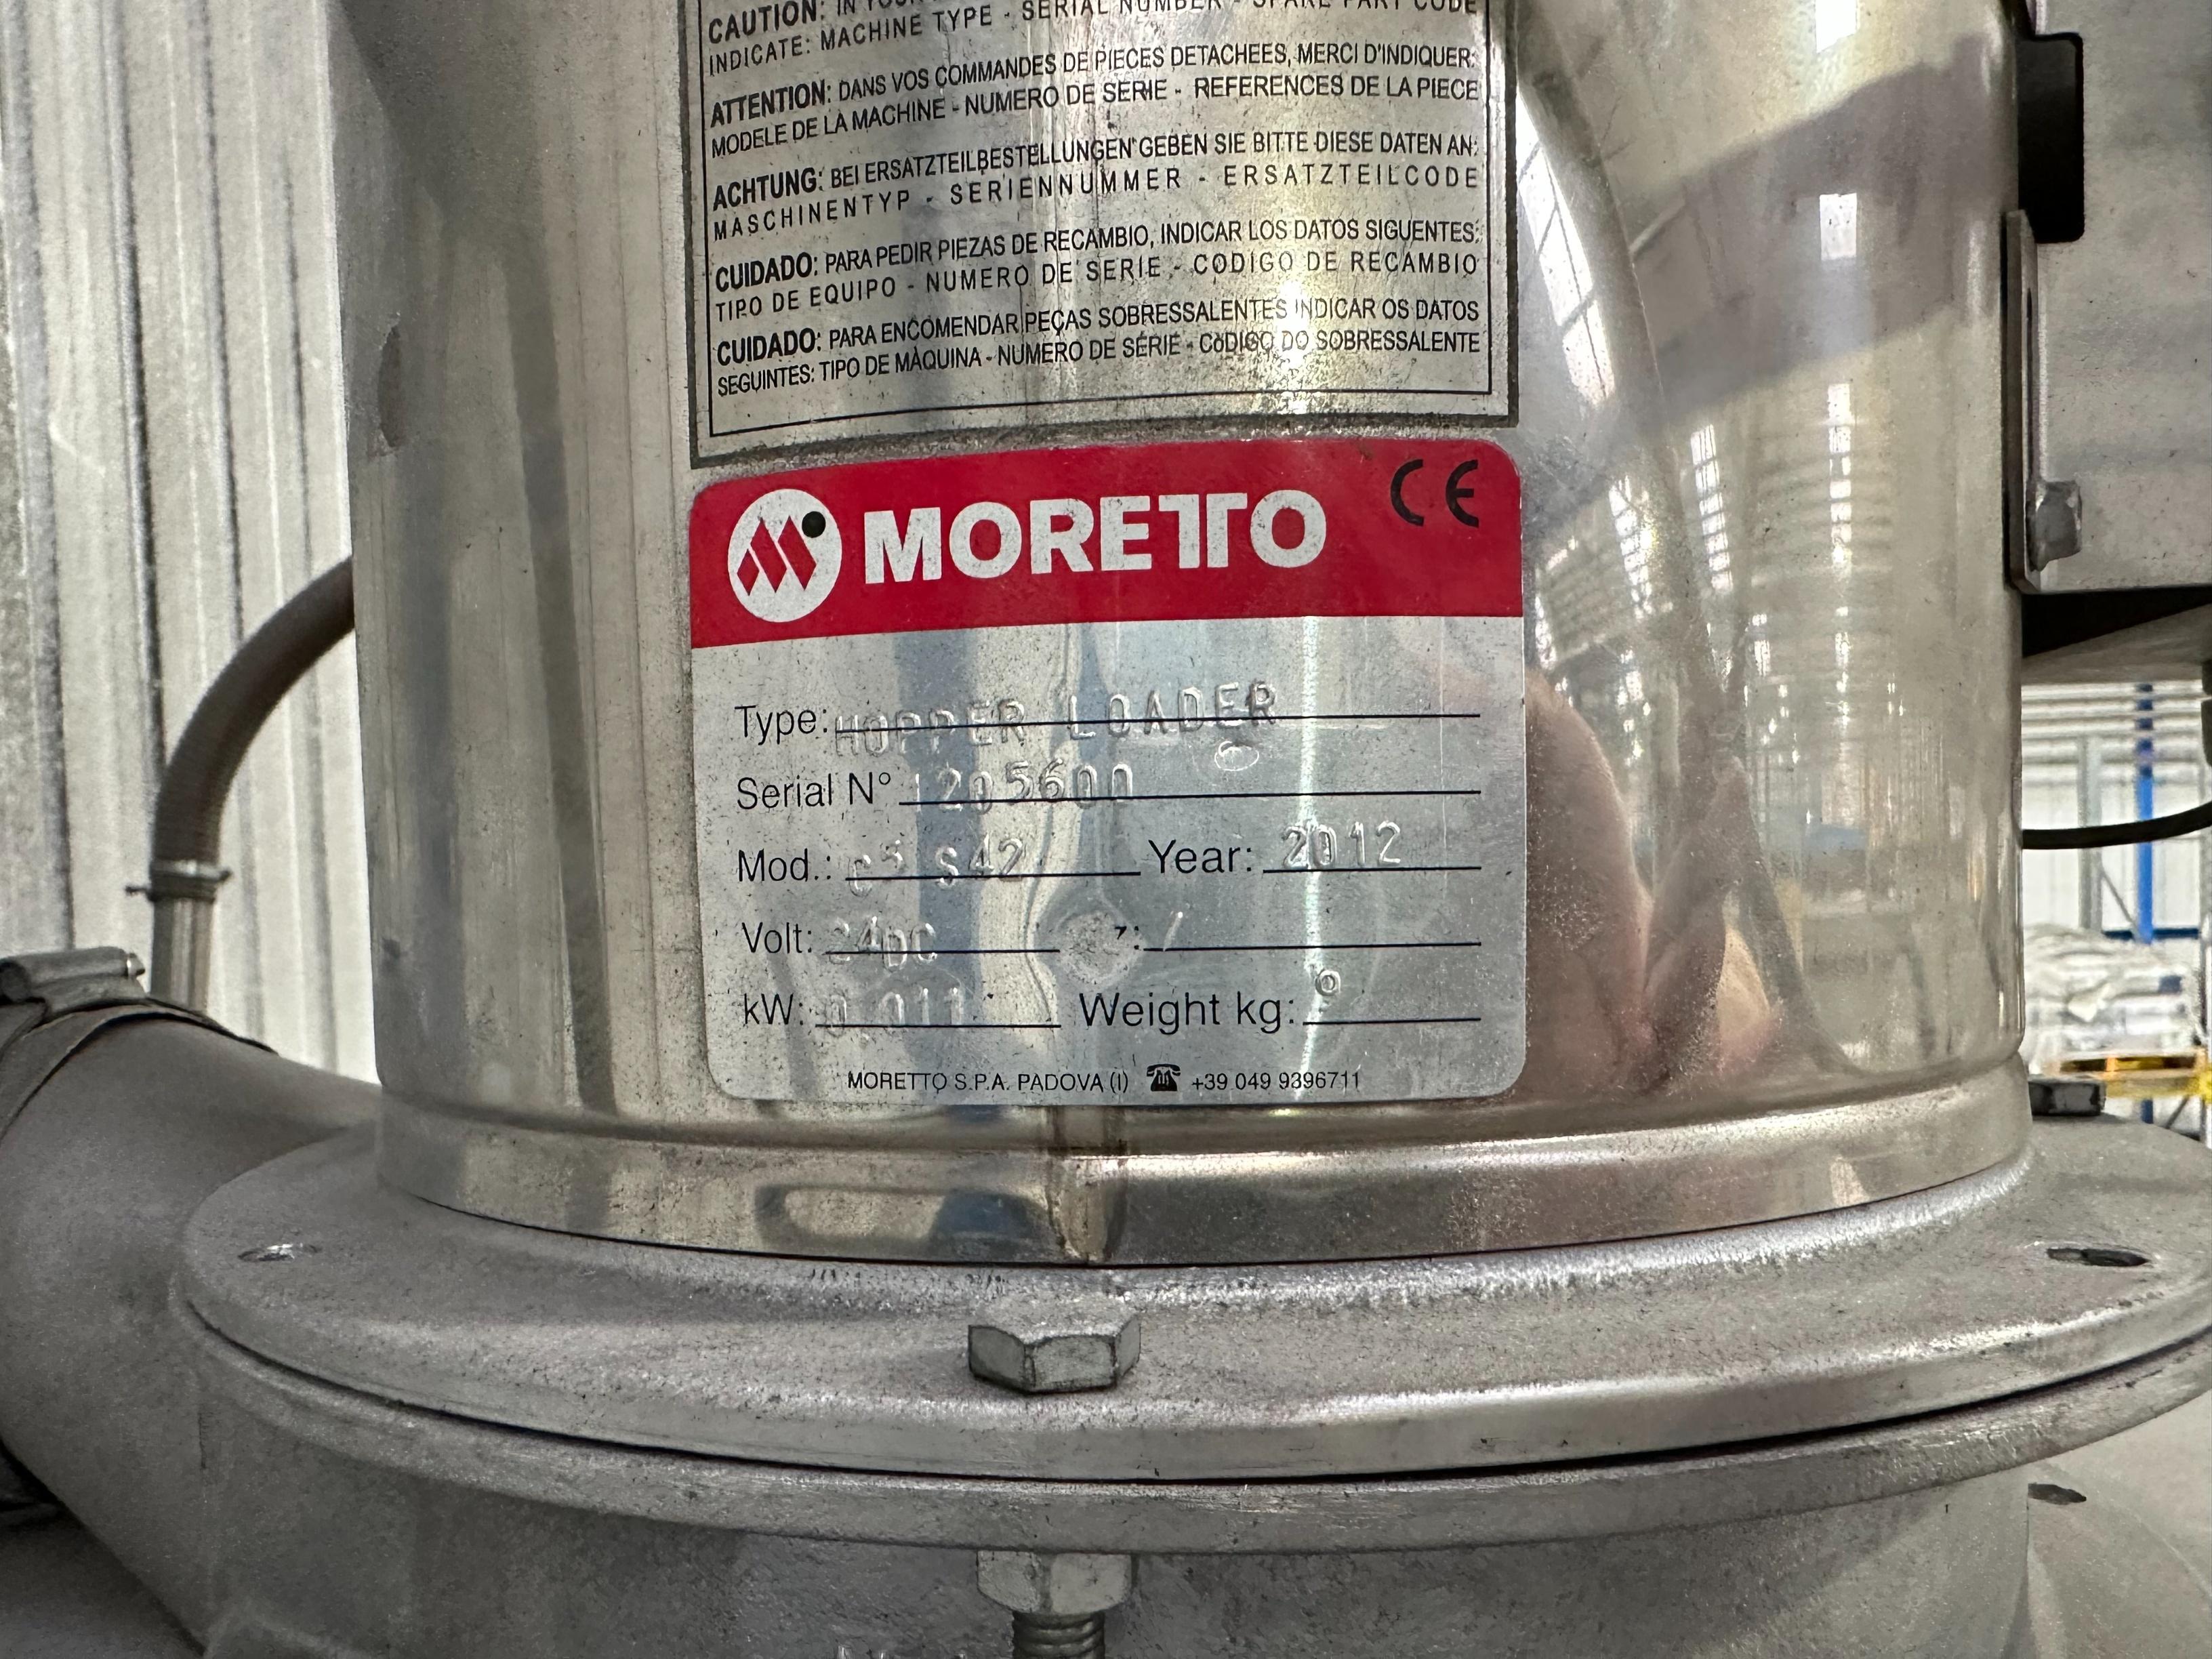 CAUTION: IN YOUR
INDICATE: MACHINE TYPE - SERIAL NUMBER - SPARE PART CODE
ATTENTION: DANS VOS COMMANDES DE PIECES DETACHEES, MERCI D'INDIQUER:
MODELE DE LA MACHINE - NUMERO DE SERIE - REFERENCES DE LA PIECE
ACHTUNG: BEI ERSATZTEILBESTELLUNGEN GEBEN SIE BITTE DIESE DATEN AN:
MASCHINENTYP - SERIENNUMMER - ERSATZTEILCODE
CUIDADO: PARA PEDIR PIEZAS DE RECAMBIO, INDICAR LOS DATOS SIGUENTES:
TIPO DE EQUIPO - NUMERO DE SERIE - CODIGO DE RECAMBIO
CUIDADO: PARA ENCOMENDAR PEÇAS SOBRESSALENTES INDICAR OS DATOS
SEGUINTES: TIPO DE MÀQUINA - NUMERO DE SÉRIE - CòDIGO DO SOBRESSALENTE
MORETTO CE
Type: HOPPER LOADER
Serial N° 1205600
Mod.: S42 Year: 2012
Volt: 24DC /
kW: 0.011 Weight kg:
MORETTO S.P.A. PADOVA (I) ☎ +39 049 9396711